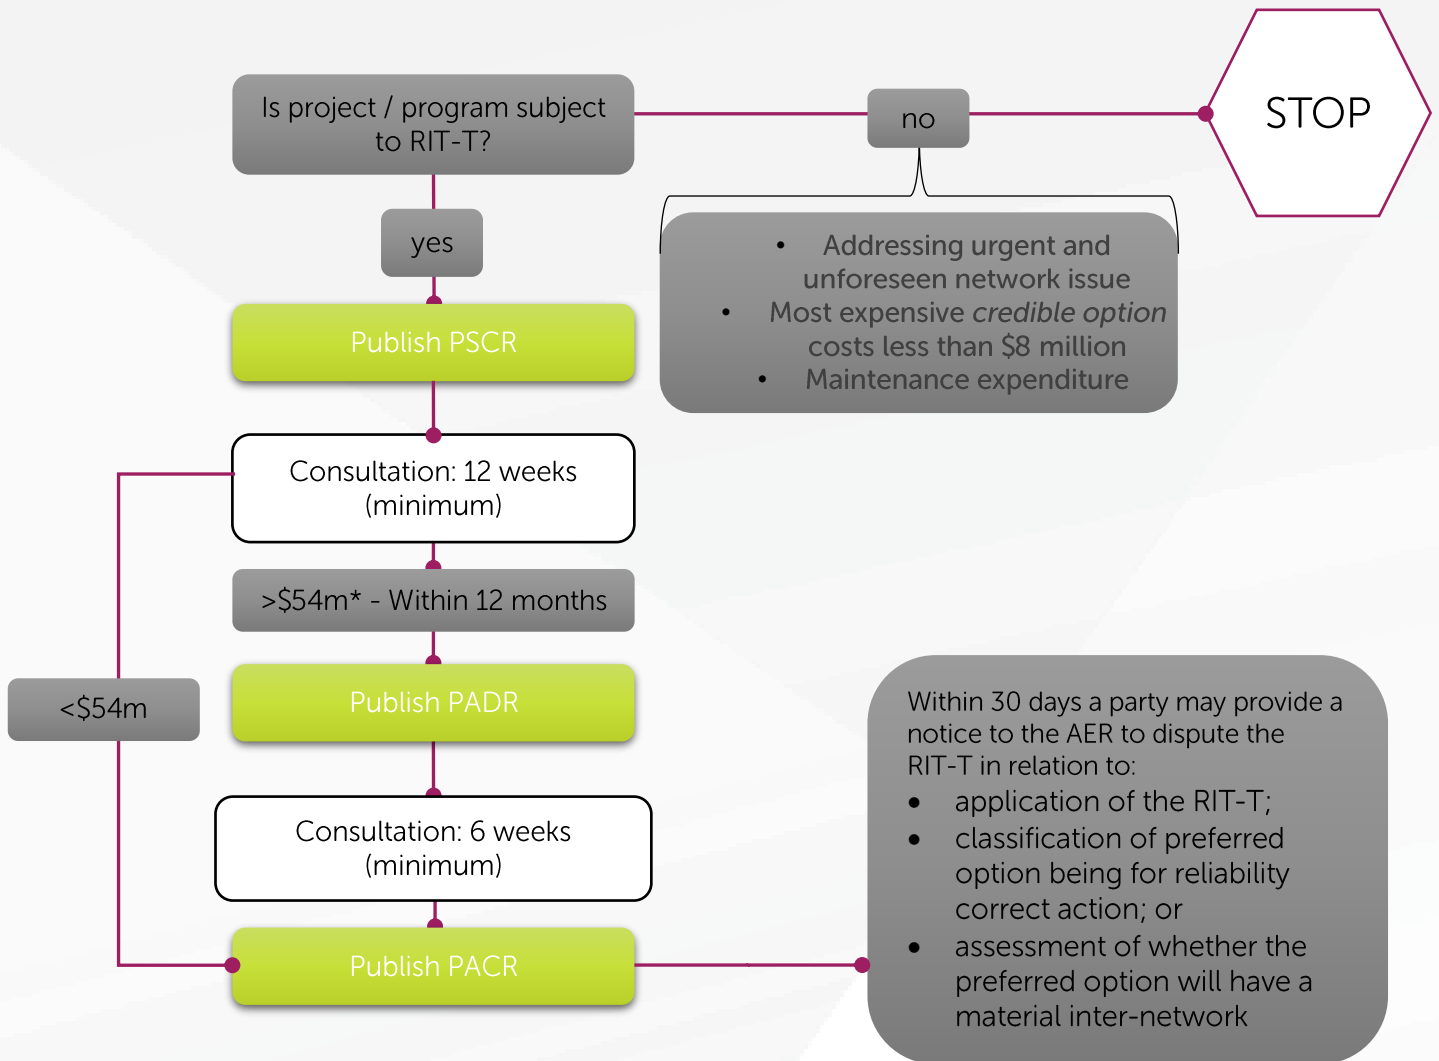 Is project / program subject
to RIT-T?
no
STOP
yes
• Addressing urgent and
unforeseen network issue
• Most expensive credible option
costs less than $8 million
• Maintenance expenditure
Publish PSCR
Consultation: 12 weeks
(minimum)
>$54m* - Within 12 months
<$54m
Publish PADR
Consultation: 6 weeks
(minimum)
Publish PACR
Within 30 days a party may provide a
notice to the AER to dispute the
RIT-T in relation to:
• application of the RIT-T;
• classification of preferred
option being for reliability
correct action; or
• assessment of whether the
preferred option will have a
material inter-network